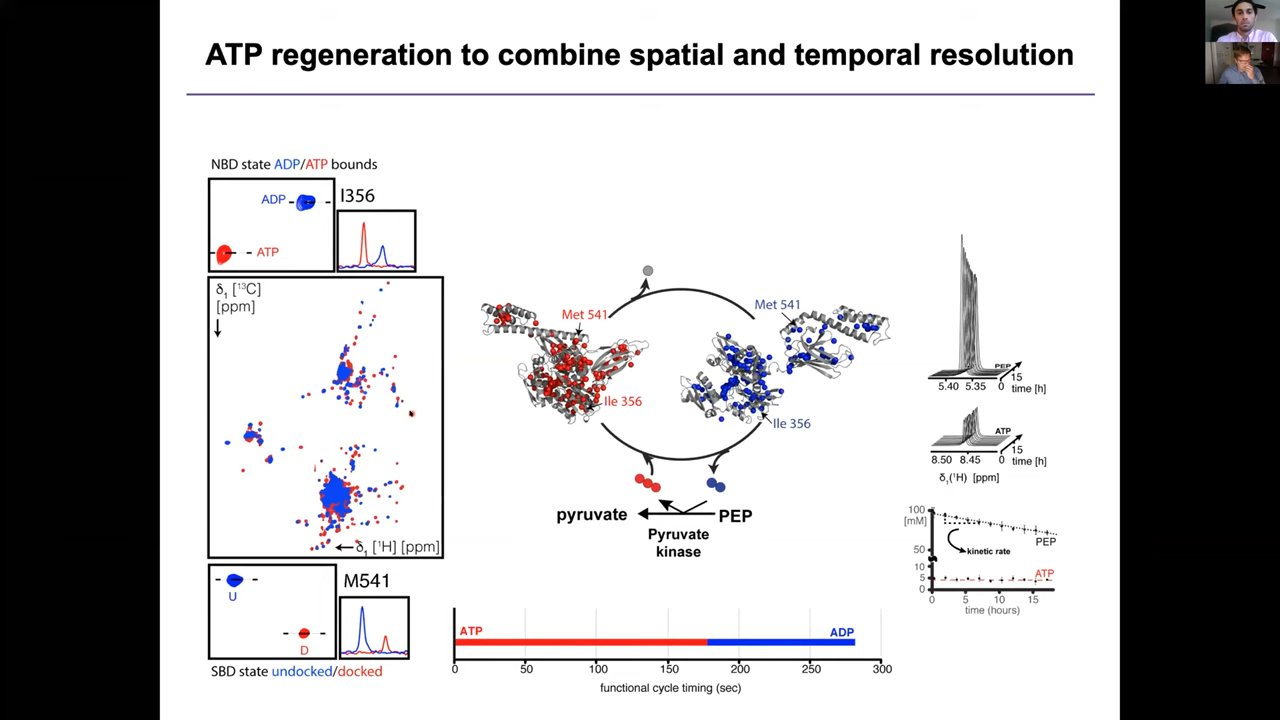 ATP regeneration to combine spatial and temporal resolution
NBD state ADP/ATP bounds
ADP
ATP
I356
δ1 [13C]
[ppm]
δ1 [1H] [ppm]
U
D
M541
SBD state undocked/docked
Met 541
Ile 356
Met 541
Ile 356
pyruvate
PEP
Pyruvate
kinase
ATP
ADP
0 50 100 150 200 250 300
functional cycle timing (sec)
PEP
15
5.40 5.35 0 time [h]
ATP
15
8.50 8.45 0 time [h]
δ1(1H) [ppm]
100
[mM]
PEP
kinetic rate
50
10
5
ATP
0
0 5 10 15
time (hours)